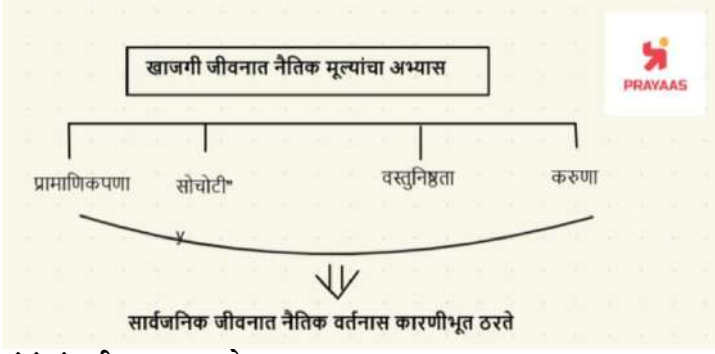 खाजगी जीवनात नैतिक मूल्यांचा अभ्यास
PRAYAAS
प्रामाणिकपणा सोचोटी" वस्तुनिष्ठता करुणा
y
सार्वजनिक जीवनात नैतिक वर्तनास कारणीभूत ठरते